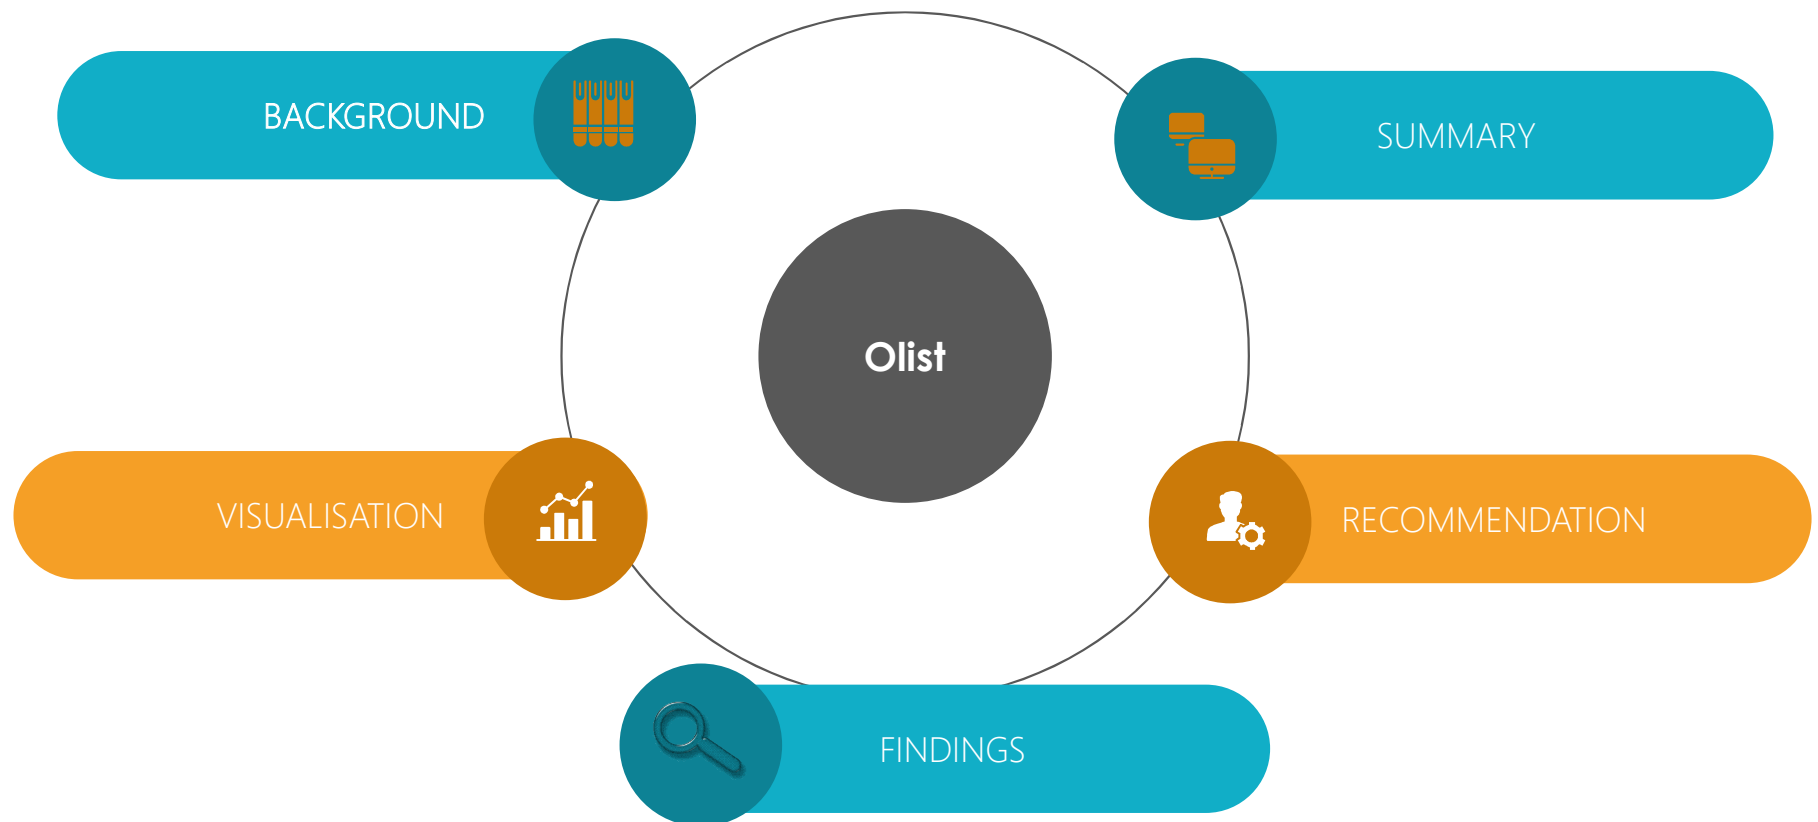 BACKGROUND
SUMMARY
Olist
VISUALISATION
RECOMMENDATION
FINDINGS